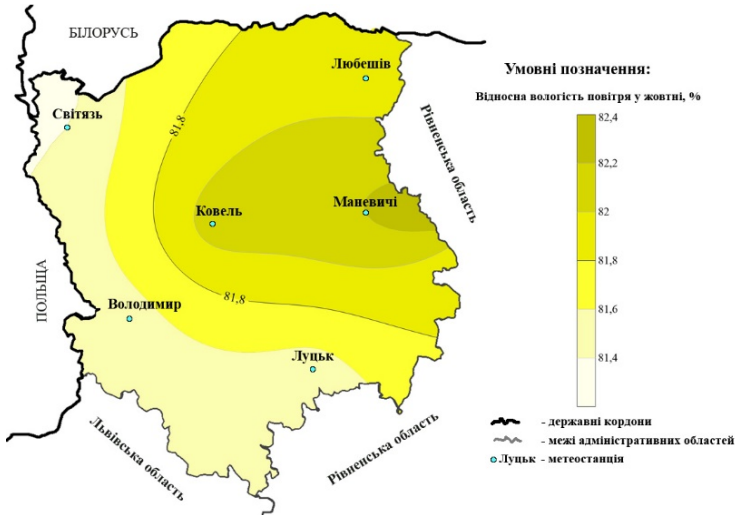 БІЛОРУСЬ
Любешів
Світязь
81,8
Рівненська область
Ковель
Маневичі
ПОЛЬЩА
81,8
Володимир
Луцьк
Львівська область
Рівненська область
Умовні позначення:
Відносна вологість повітря у жовтні, %
82,4
82,2
82
81,8
81,6
81,4
- державні кордони
- межі адміністративних областей
Луцьк - метеостанція